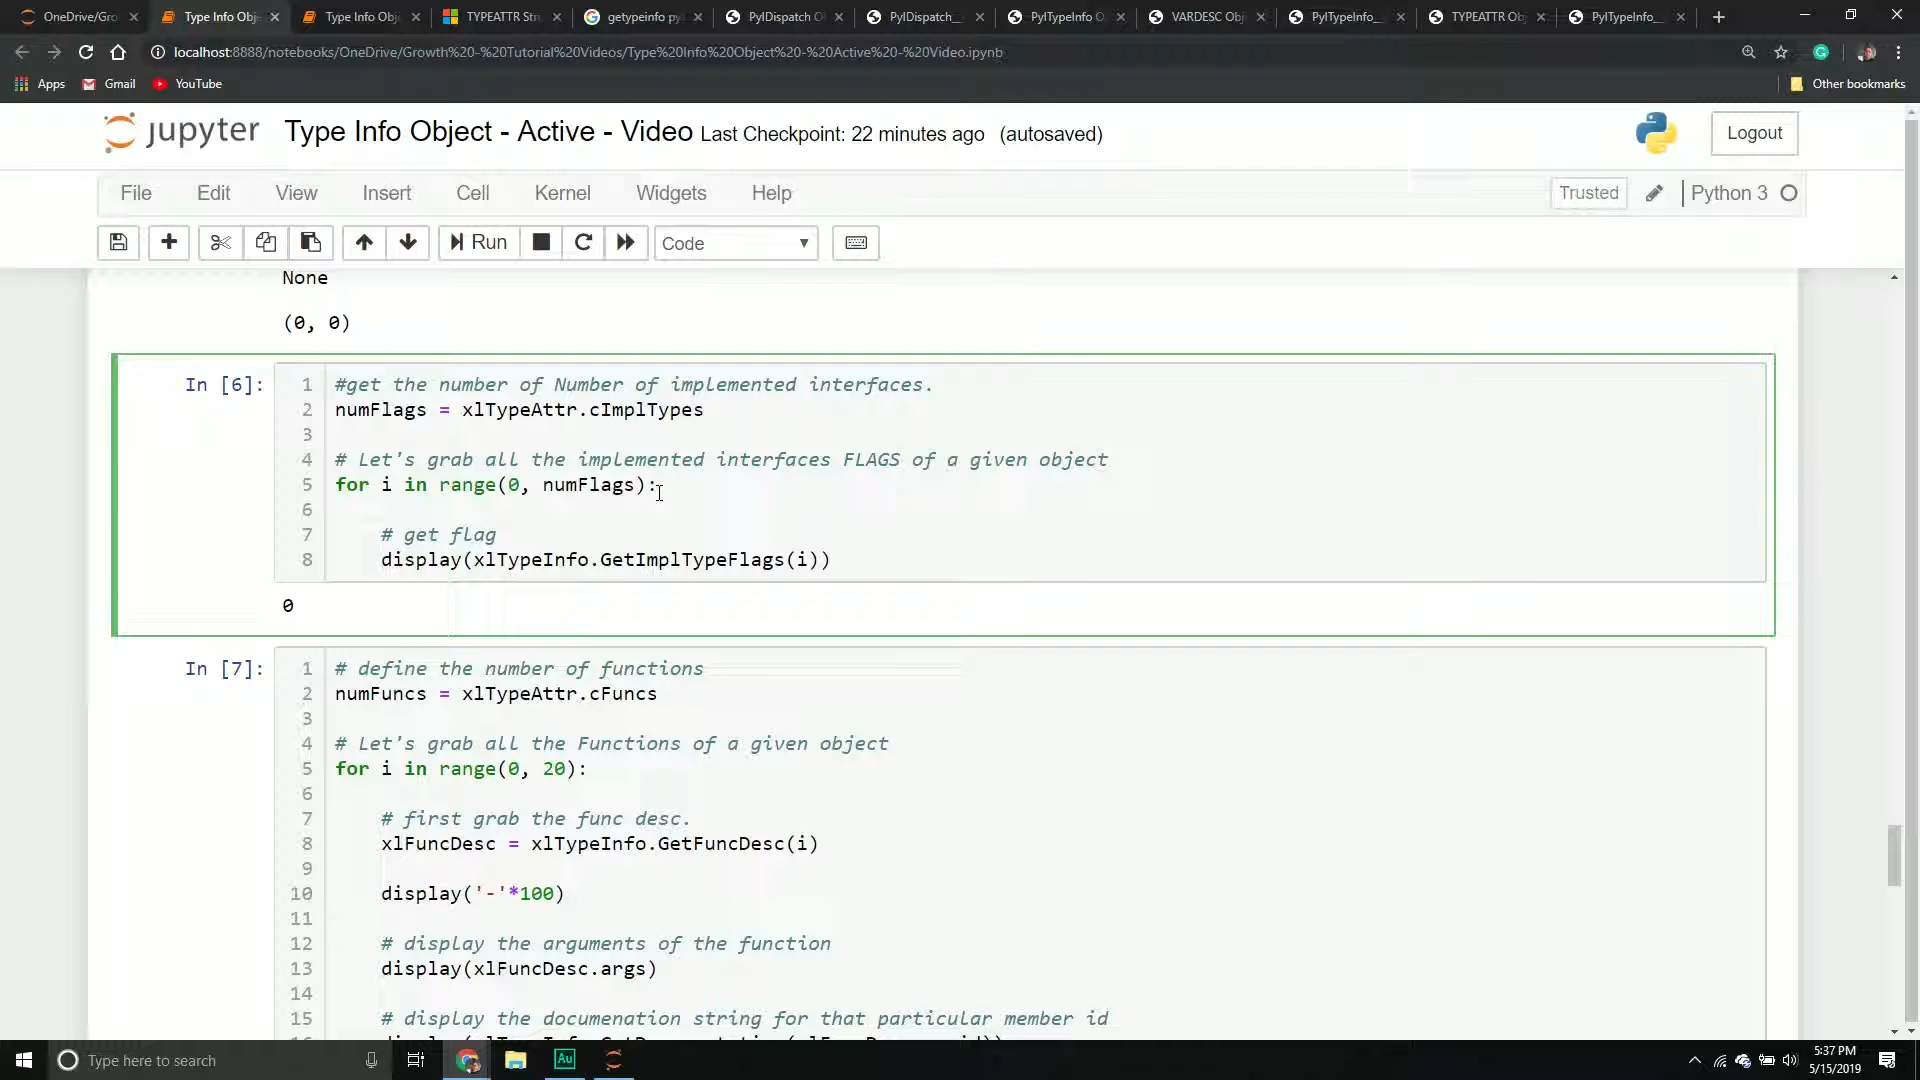 OneDrive/Gro
Type Info Obj
Type Info Obj
TYPEATTR Str
getypeinfo py
PyIDispatch O
PyIDispatch_
PyITypeInfo O
VARDESC Obj
PyITypeInfo_
TYPEATTR Ob
PyITypeInfo_
localhost:8888/notebooks/OneDrive/Growth%20-%20Tutorial%20Videos/Type%20Info%20Object%20-%20Active%20-%20Video.ipynb
Apps Gmail YouTube Other bookmarks
jupyter Type Info Object - Active - Video Last Checkpoint: 22 minutes ago (autosaved) Logout
File Edit View Insert Cell Kernel Widgets Help Trusted Python 3
Run Code
None
(0, 0)
In [6]: 1 #get the number of Number of implemented interfaces.
2 numFlags = xlTypeAttr.cImplTypes
3
4 # Let's grab all the implemented interfaces FLAGS of a given object
5 for i in range(0, numFlags):
6
7 # get flag
8 display(xlTypeInfo.GetImplTypeFlags(i))
0
In [7]: 1 # define the number of functions
2 numFuncs = xlTypeAttr.cFuncs
3
4 # Let's grab all the Functions of a given object
5 for i in range(0, 20):
6
7 # first grab the func desc.
8 xlFuncDesc = xlTypeInfo.GetFuncDesc(i)
9
10 display('-'*100)
11
12 # display the arguments of the function
13 display(xlFuncDesc.args)
14
15 # display the documenation string for that particular member id
Type here to search
Au
5:37 PM
5/15/2019